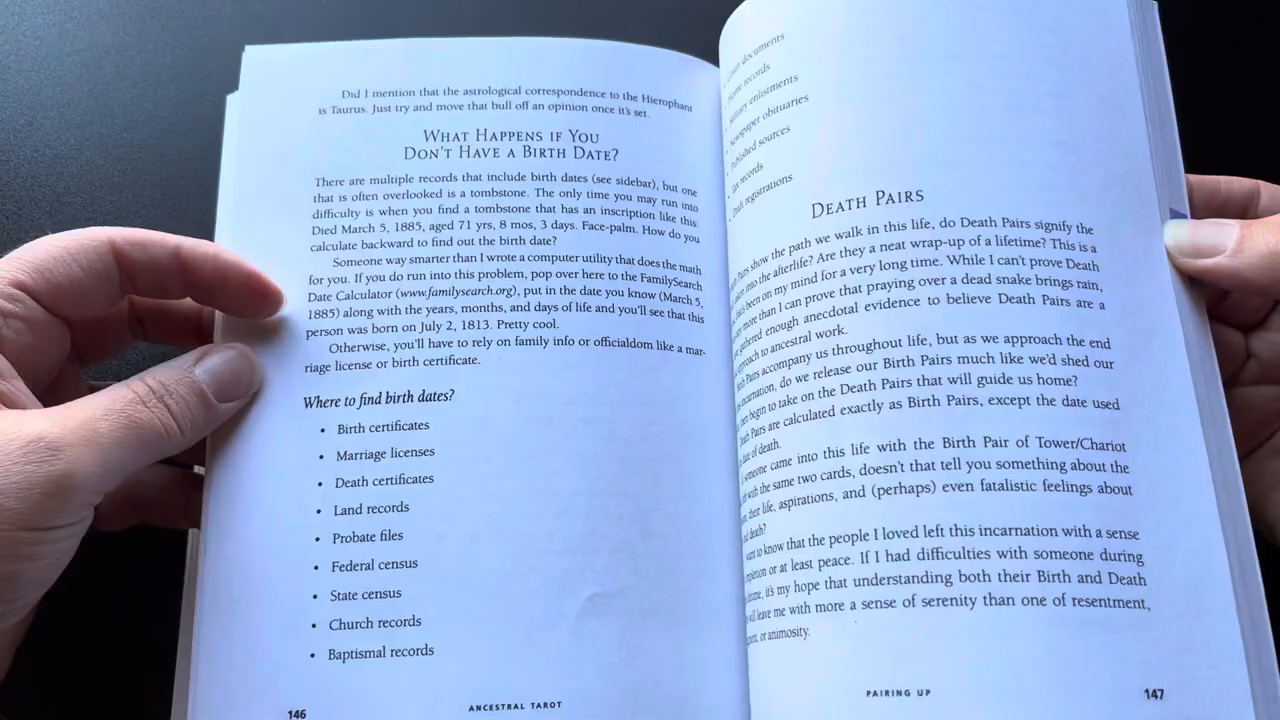 Did I mention that the astrological correspondence to the Hierophant
is Taurus. Just try and move that bull off an opinion once it's set.
What Happens if You
Don't Have a Birth Date?
There are multiple records that include birth dates (see sidebar), but one
that is often overlooked is a tombstone. The only time you may run into
difficulty is when you find a tombstone that has an inscription like this:
Died March 5, 1885, aged 71 yrs, 8 mos, 3 days. Face-palm. How do you
calculate backward to find out the birth date?
Someone way smarter than I wrote a computer utility that does the math
for you. If you do run into this problem, pop over here to the FamilySearch
Date Calculator (www.familysearch.org), put in the date you know (March 5,
1885) along with the years, months, and days of life and you'll see that this
person was born on July 2, 1813. Pretty cool.
Otherwise, you'll have to rely on family info or officialdom like a mar-
riage license or birth certificate.
Where to find birth dates?
• Birth certificates
• Marriage licenses
• Death certificates
• Land records
• Probate files
• Federal census
• State census
• Church records
• Baptismal records
146
ANCESTRAL TAROT
documents
records
enlistments
• Newspaper obituaries
• Published sources
• Tax records
• Draft registrations
Death Pairs
Pairs show the path we walk in this life, do Death Pairs signify the
into the afterlife? Are they a neat wrap-up of a lifetime? This is a
been on my mind for a very long time. While I can't prove Death
more than I can prove that praying over a dead snake brings rain,
gathered enough anecdotal evidence to believe Death Pairs are a
approach to ancestral work.
Pairs accompany us throughout life, but as we approach the end
incarnation, do we release our Birth Pairs much like we'd shed our
then begin to take on the Death Pairs that will guide us home?
Death Pairs are calculated exactly as Birth Pairs, except the date used
date of death.
someone came into this life with the Birth Pair of Tower/Chariot
with the same two cards, doesn't that tell you something about the
their life, aspirations, and (perhaps) even fatalistic feelings about
death?
to know that the people I loved left this incarnation with a sense
or at least peace. If I had difficulties with someone during
it's my hope that understanding both their Birth and Death
will leave me with more a sense of serenity than one of resentment,
or animosity.
PAIRING UP
147